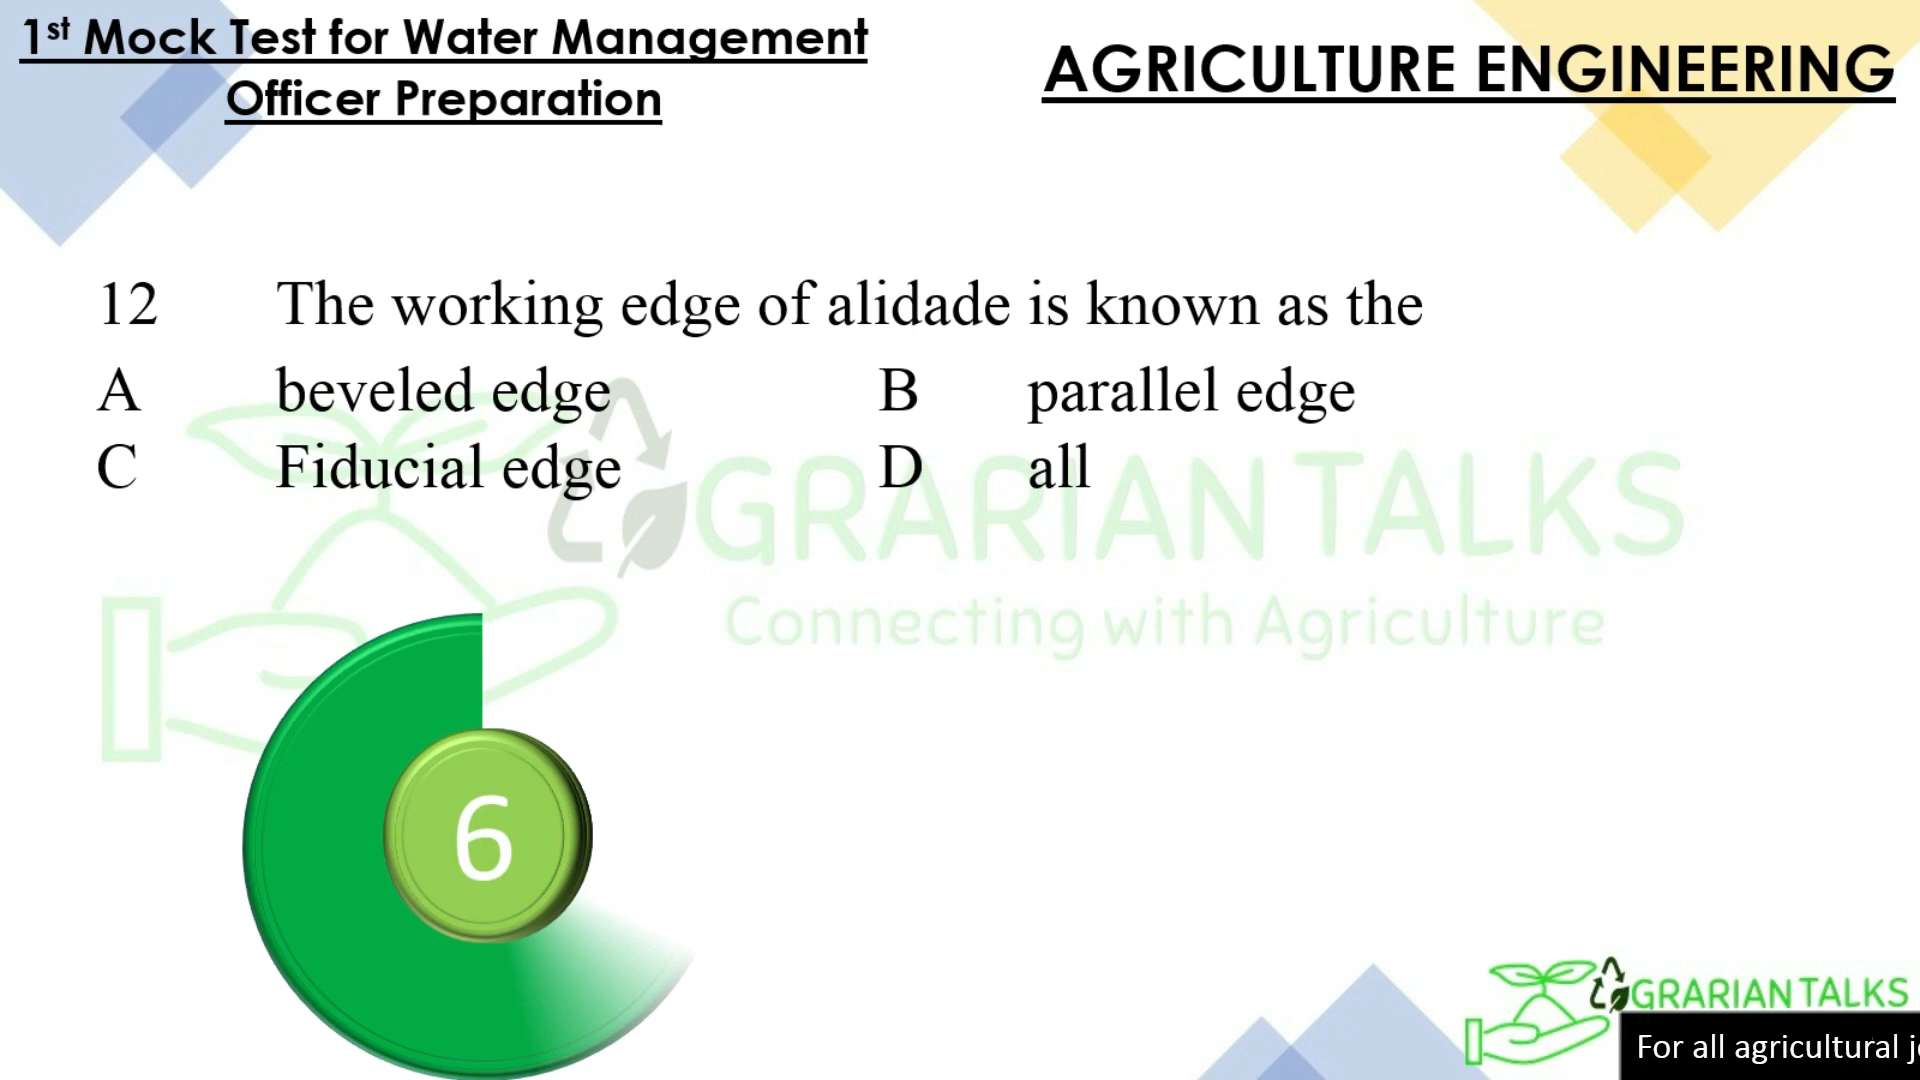 1st Mock Test for Water Management
Officer Preparation
AGRICULTURE ENGINEERING
12 The working edge of alidade is known as the
A beveled edge B parallel edge
C Fiducial edge D all
GRARIAN TALKS
Connecting with Agriculture
6
GRARIAN TALKS
For all agricultural